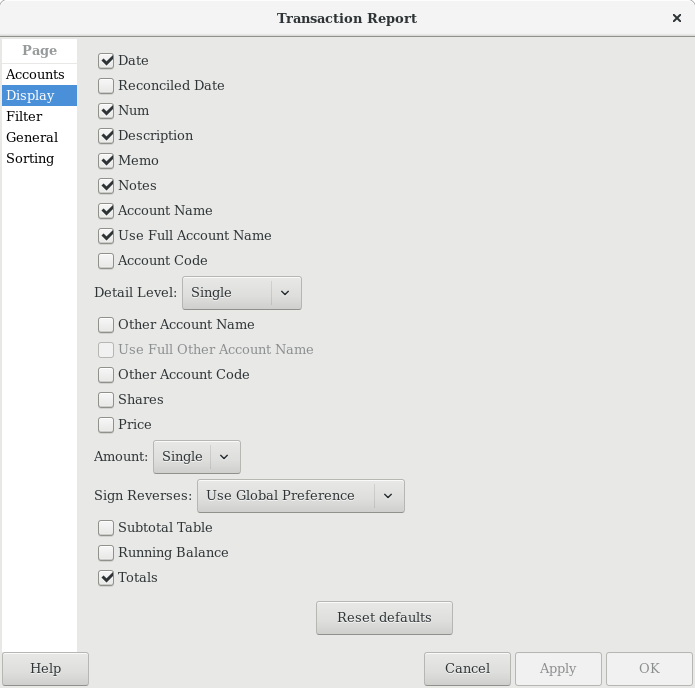 Transaction Report
Page
Accounts
Display
Filter
General
Sorting
Date
Reconciled Date
Num
Description
Memo
Notes
Account Name
Use Full Account Name
Account Code
Detail Level: Single
Other Account Name
Use Full Other Account Name
Other Account Code
Shares
Price
Amount: Single
Sign Reverses: Use Global Preference
Subtotal Table
Running Balance
Totals
Reset defaults
Help Cancel Apply OK